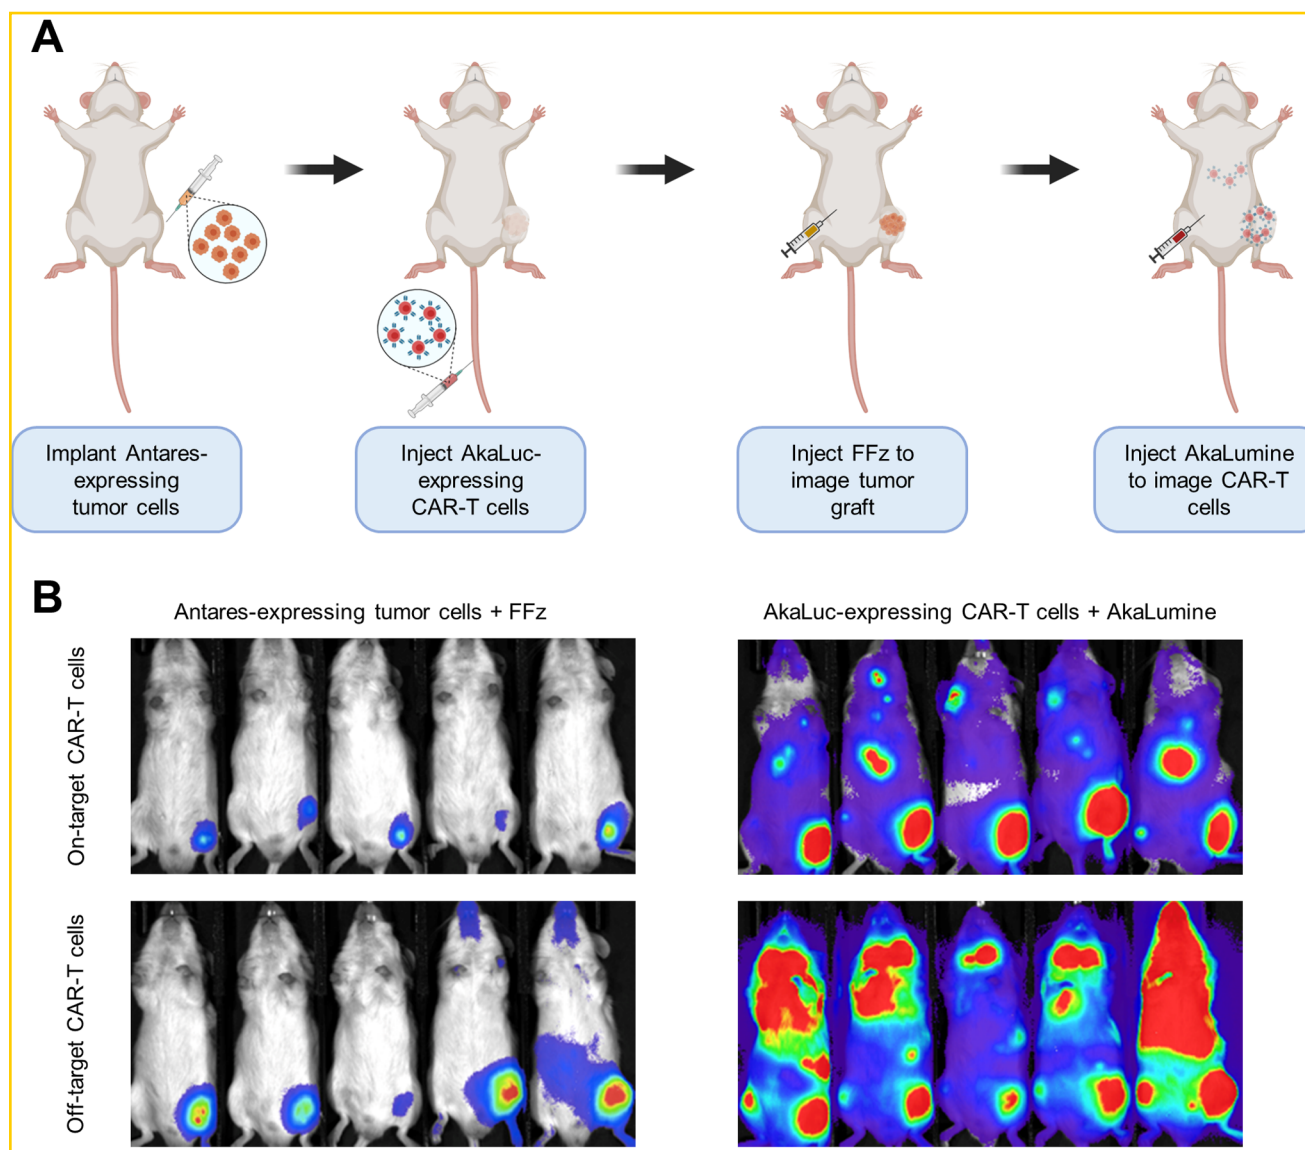 A
Implant Antares-
expressing
tumor cells
Inject AkaLuc-
expressing
CAR-T cells
Inject FFz to
image tumor
graft
Inject AkaLumine
to image CAR-T
cells
B
Antares-expressing tumor cells + FFz
AkaLuc-expressing CAR-T cells + AkaLumine
On-target CAR-T cells
Off-target CAR-T cells